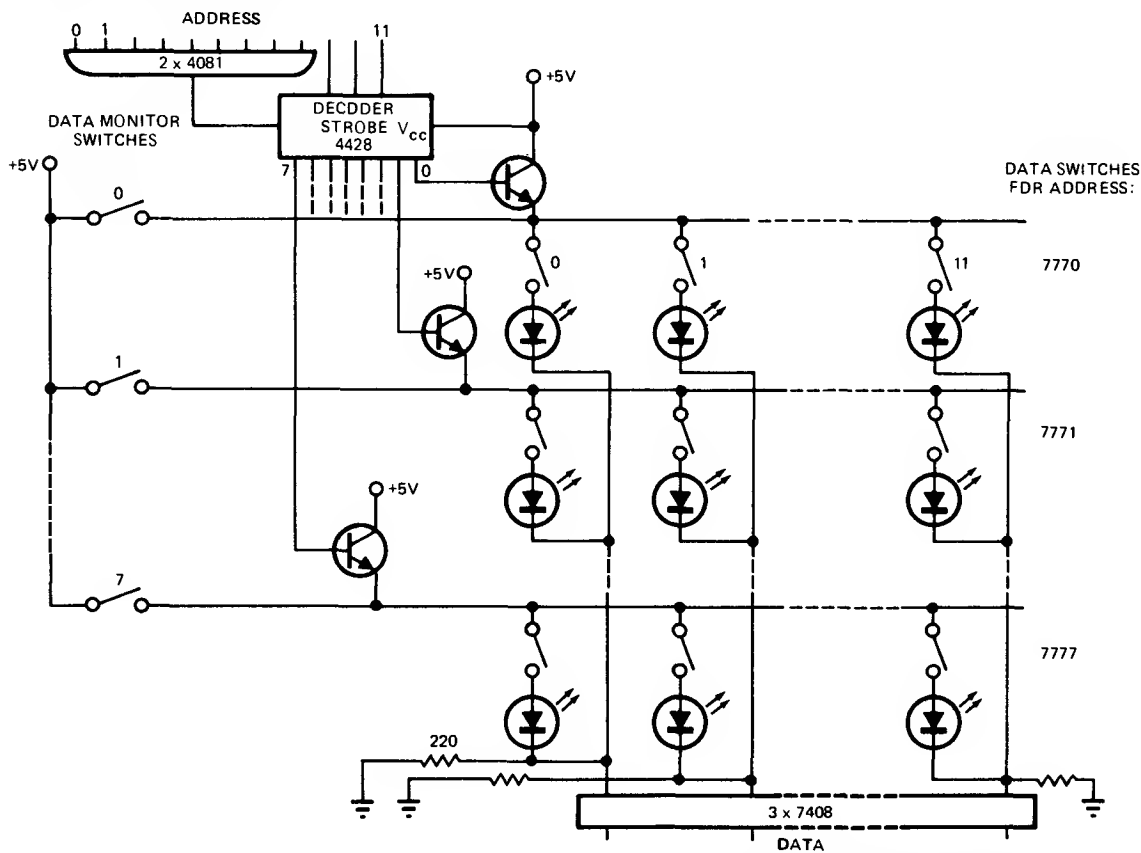 ADDRESS
0 1 11
2 x 4081
+5V
DECDDER
STROBE VCC
4428
DATA MONITOR
SWITCHES
+5V
7 0
DATA SWITCHES
FDR ADDRESS:
0
0 1 11
7770
+5V
1
7771
+5V
7
7777
220
3 x 7408
DATA